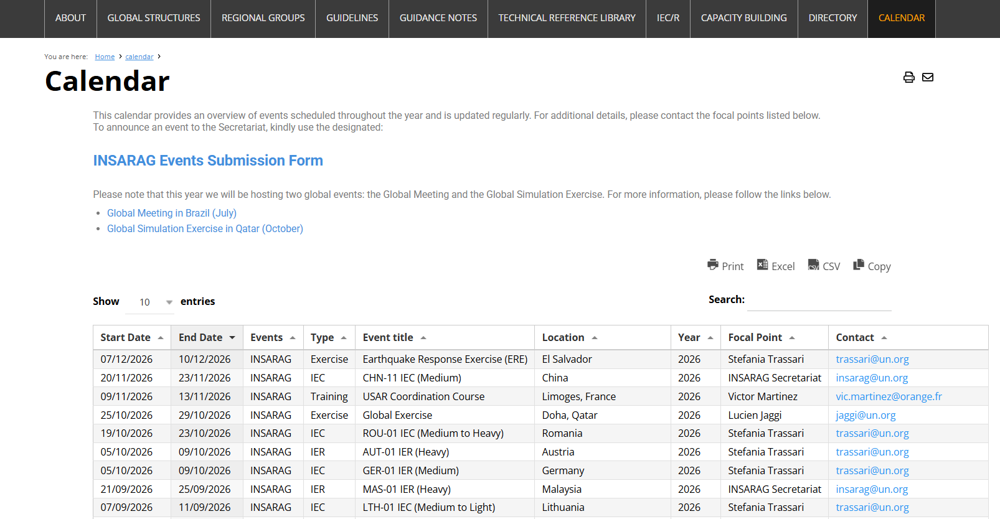 ABOUT GLOBAL STRUCTURES REGIONAL GROUPS GUIDELINES GUIDANCE NOTES TECHNICAL REFERENCE LIBRARY IEC/R CAPACITY BUILDING DIRECTORY CALENDAR
You are here: Home calendar
Calendar
This calendar provides an overview of events scheduled throughout the year and is updated regularly. For additional details, please contact the focal points listed below.
To announce an event to the Secretariat, kindly use the designated:
INSARAG Events Submission Form
Please note that this year we will be hosting two global events: the Global Meeting and the Global Simulation Exercise. For more information, please follow the links below.
Global Meeting in Brazil (July)
Global Simulation Exercise in Qatar (October)
Print Excel CSV Copy
Show 10 entries Search:
Start Date End Date Events Type Event title Location Year Focal Point Contact
07/12/2026 10/12/2026 INSARAG Exercise Earthquake Response Exercise (ERE) El Salvador 2026 Stefania Trassari trassari@un.org
20/11/2026 23/11/2026 INSARAG IEC CHN-11 IEC (Medium) China 2026 INSARAG Secretariat insarag@un.org
09/11/2026 13/11/2026 INSARAG Training USAR Coordination Course Limoges, France 2026 Victor Martinez vic.martinez@orange.fr
25/10/2026 29/10/2026 INSARAG Exercise Global Exercise Doha, Qatar 2026 Lucien Jaggi jaggi@un.org
19/10/2026 23/10/2026 INSARAG IEC ROU-01 IEC (Medium to Heavy) Romania 2026 Stefania Trassari trassari@un.org
05/10/2026 09/10/2026 INSARAG IER AUT-01 IER (Heavy) Austria 2026 Stefania Trassari trassari@un.org
05/10/2026 09/10/2026 INSARAG IEC GER-01 IER (Medium) Germany 2026 Stefania Trassari trassari@un.org
21/09/2026 25/09/2026 INSARAG IER MAS-01 IER (Heavy) Malaysia 2026 INSARAG Secretariat insarag@un.org
07/09/2026 11/09/2026 INSARAG IEC LTH-01 IEC (Medium to Light) Lithuania 2026 Stefania Trassari trassari@un.org